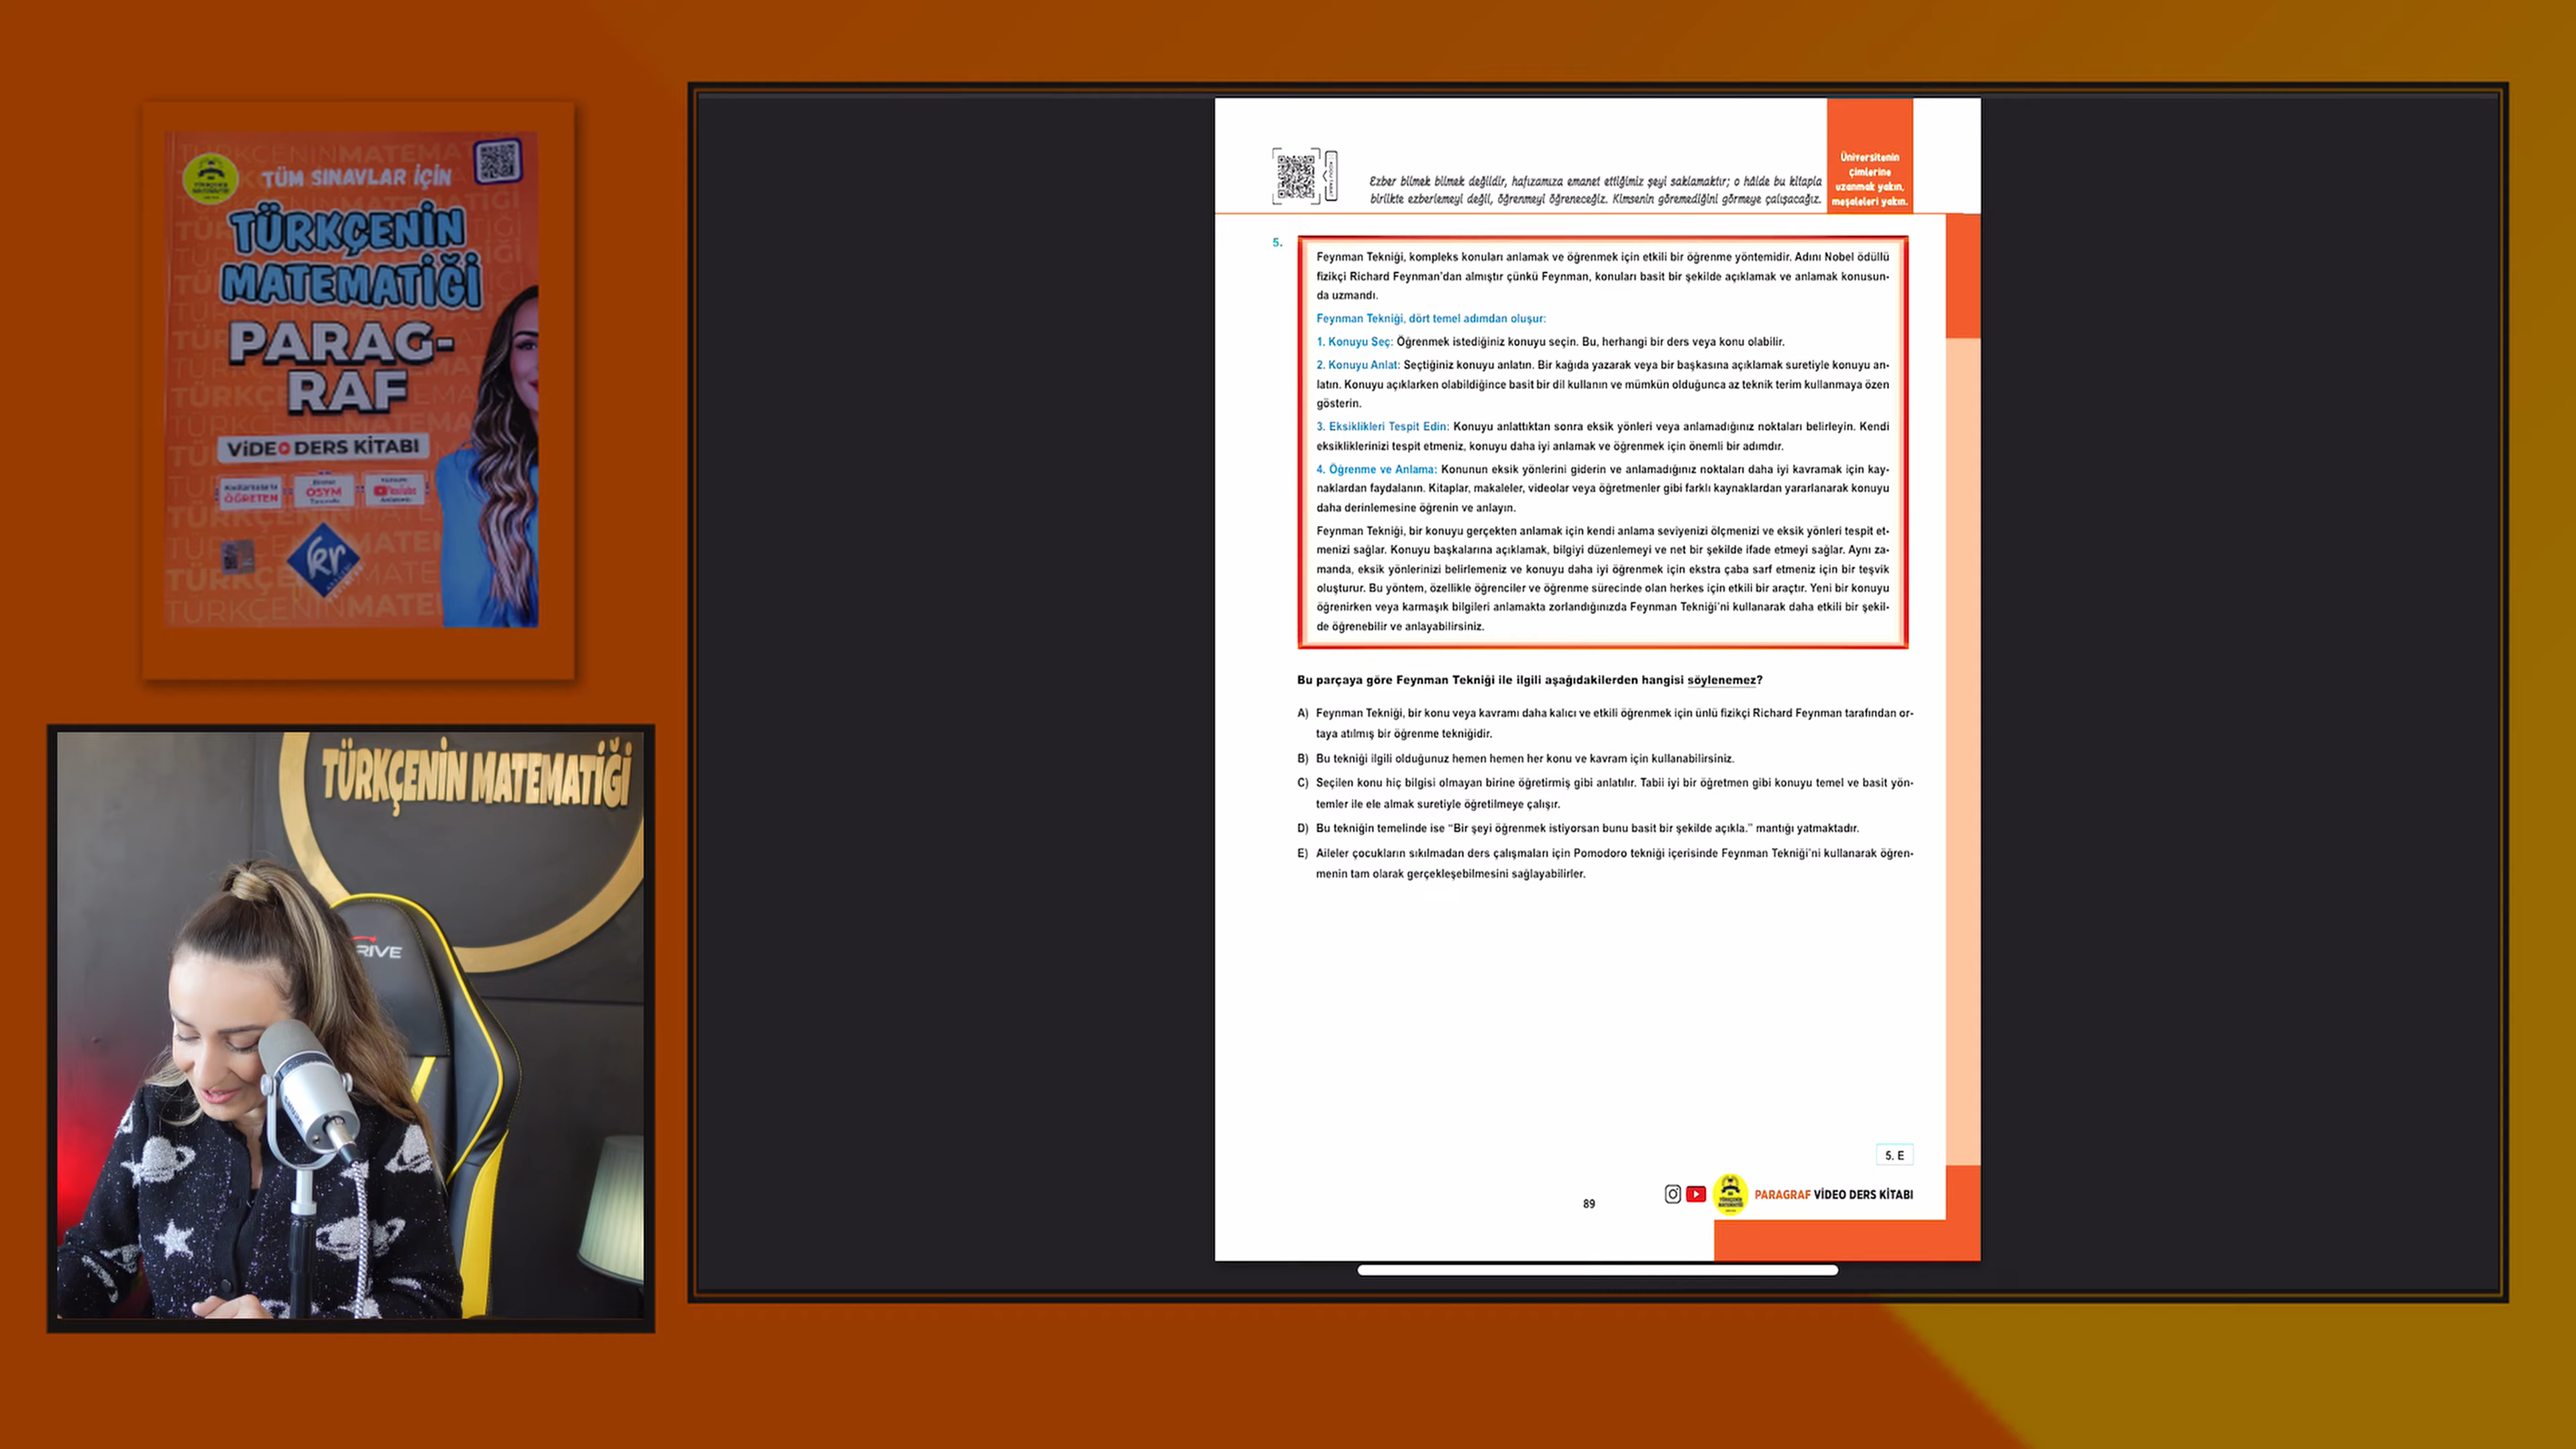 TÜM SINAVLAR İÇİN
TÜRKÇENİN
MATEMATİĞİ
PARAG-
RAF
VİDEO DERS KİTABI
ÖĞRETEN
ÖSYM
YouTube
kr
TÜRKÇENİN MATEMATİĞİ
RIVE
Ezber bilmek bilmek değildir, hafızamıza emanet ettiğimiz şeyi saklamaktır; o hâlde bu kitapla
birlikte ezberlemeyi değil, öğrenmeyi öğreneceğiz. Kimsenin göremediğini görmeye çalışacağız.
Üniversitenin
çimlerine
uzanmak yakın,
meşaleleri yakın.
5.
Feynman Tekniği, kompleks konuları anlamak ve öğrenmek için etkili bir öğrenme yöntemidir. Adını Nobel ödüllü
fizikçi Richard Feynman'dan almıştır çünkü Feynman, konuları basit bir şekilde açıklamak ve anlamak konusun-
da uzmandı.
Feynman Tekniği, dört temel adımdan oluşur:
1. Konuyu Seç: Öğrenmek istediğiniz konuyu seçin. Bu, herhangi bir ders veya konu olabilir.
2. Konuyu Anlat: Seçtiğiniz konuyu anlatın. Bir kağıda yazarak veya bir başkasına açıklamak suretiyle konuyu an-
latın. Konuyu açıklarken olabildiğince basit bir dil kullanın ve mümkün olduğunca az teknik terim kullanmaya özen
gösterin.
3. Eksiklikleri Tespit Edin: Konuyu anlattıktan sonra eksik yönleri veya anlamadığınız noktaları belirleyin. Kendi
eksikliklerinizi tespit etmeniz, konuyu daha iyi anlamak ve öğrenmek için önemli bir adımdır.
4. Öğrenme ve Anlama: Konunun eksik yönlerini giderin ve anlamadığınız noktaları daha iyi kavramak için kay-
naklardan faydalanın. Kitaplar, makaleler, videolar veya öğretmenler gibi farklı kaynaklardan yararlanarak konuyu
daha derinlemesine öğrenin ve anlayın.
Feynman Tekniği, bir konuyu gerçekten anlamak için kendi anlama seviyenizi ölçmenizi ve eksik yönleri tespit et-
menizi sağlar. Konuyu başkalarına açıklamak, bilgiyi düzenlemeyi ve net bir şekilde ifade etmeyi sağlar. Aynı za-
manda, eksik yönlerinizi belirlemeniz ve konuyu daha iyi öğrenmek için ekstra çaba sarf etmeniz için bir teşvik
oluşturur. Bu yöntem, özellikle öğrenciler ve öğrenme sürecinde olan herkes için etkili bir araçtır. Yeni bir konuyu
öğrenirken veya karmaşık bilgileri anlamakta zorlandığınızda Feynman Tekniği'ni kullanarak daha etkili bir şekil-
de öğrenebilir ve anlayabilirsiniz.
Bu parçaya göre Feynman Tekniği ile ilgili aşağıdakilerden hangisi söylenemez?
A) Feynman Tekniği, bir konu veya kavramı daha kalıcı ve etkili öğrenmek için ünlü fizikçi Richard Feynman tarafından or-
taya atılmış bir öğrenme tekniğidir.
B) Bu tekniği ilgili olduğunuz hemen hemen her konu ve kavram için kullanabilirsiniz.
C) Seçilen konu hiç bilgisi olmayan birine öğretirmiş gibi anlatılır. Tabii iyi bir öğretmen gibi konuyu temel ve basit yön-
temler ile ele almak suretiyle öğretilmeye çalışır.
D) Bu tekniğin temelinde ise “Bir şeyi öğrenmek istiyorsan bunu basit bir şekilde açıkla.” mantığı yatmaktadır.
E) Aileler çocukların sıkılmadan ders çalışmaları için Pomodoro tekniği içerisinde Feynman Tekniği'ni kullanarak öğren-
menin tam olarak gerçekleşebilmesini sağlayabilirler.
5. E
89
PARAGRAF VİDEO DERS KİTABI